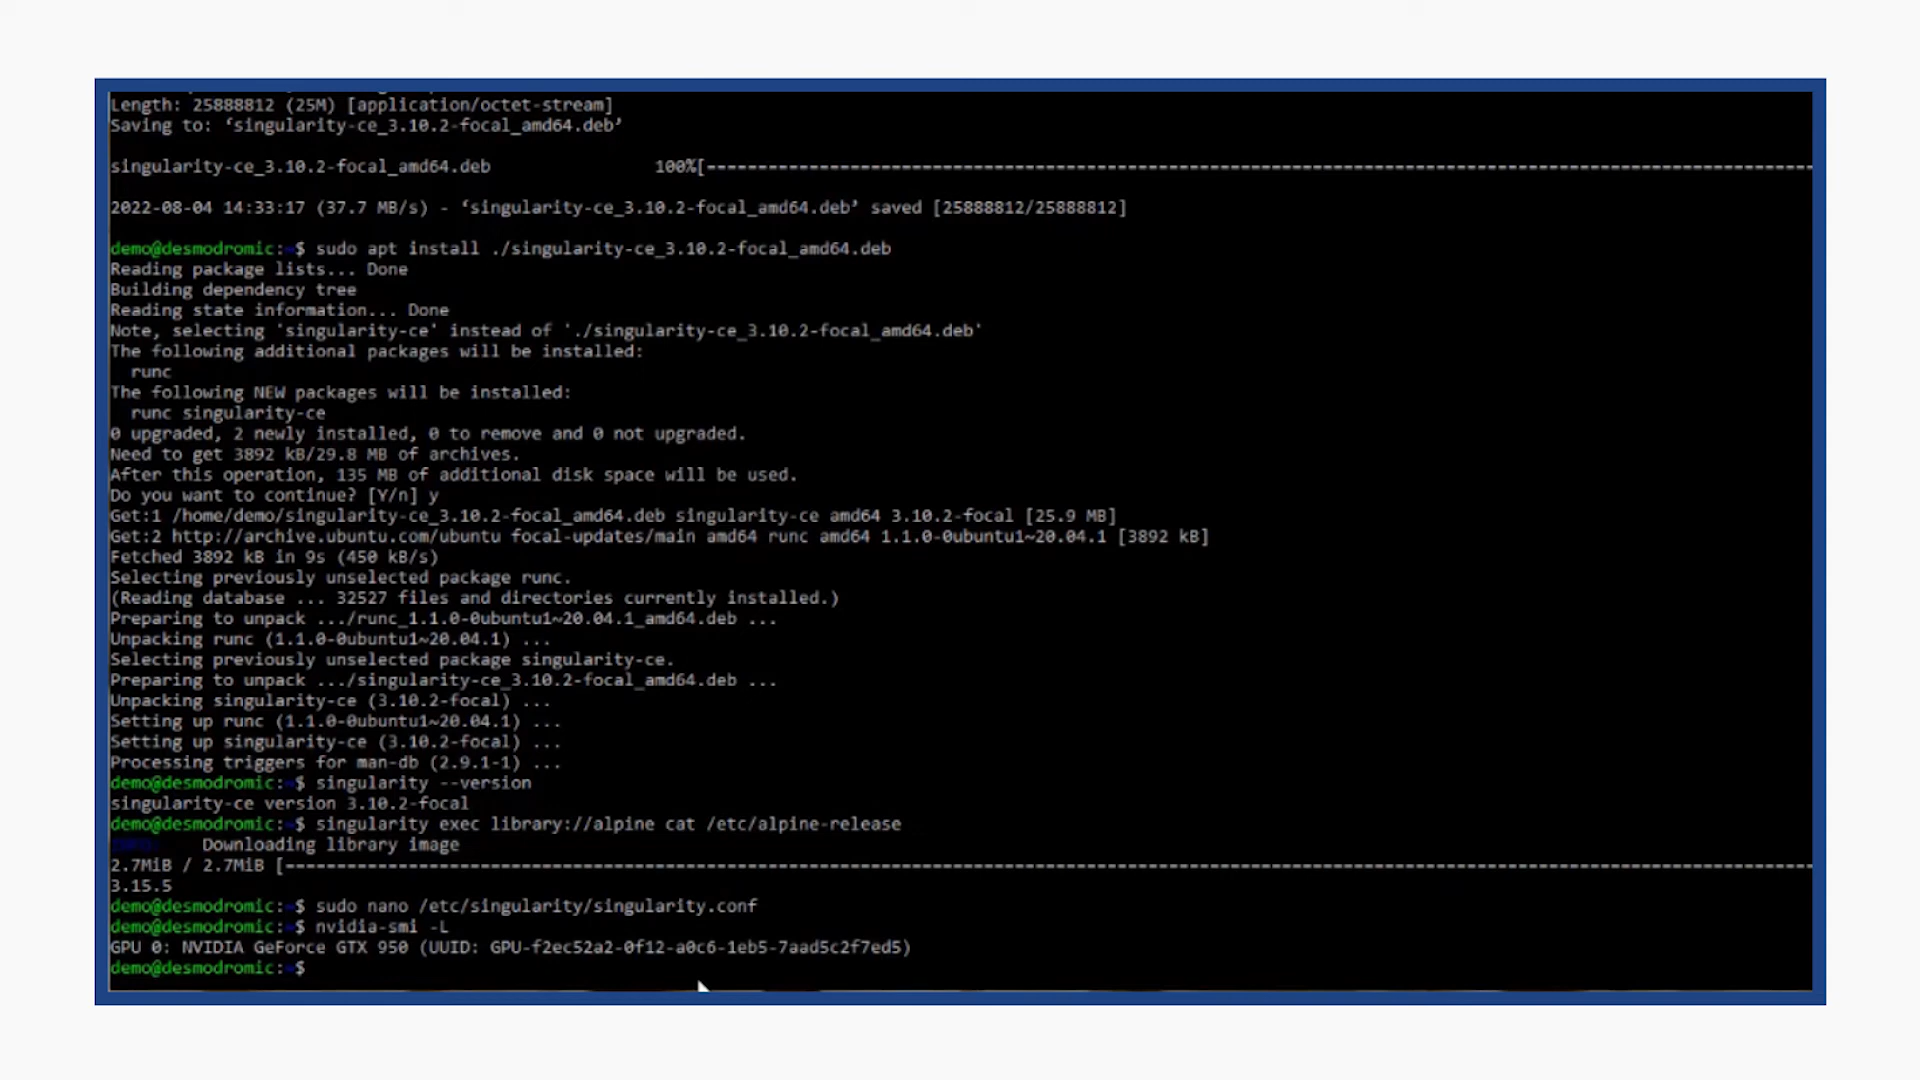 Length: 25888812 (25M) [application/octet-stream]
Saving to: ‘singularity-ce_3.10.2-focal_amd64.deb’
singularity-ce_3.10.2-focal_amd64.deb 100%[-----------------------------------------------------------------------------------------------------------
2022-08-04 14:33:17 (37.7 MB/s) - ‘singularity-ce_3.10.2-focal_amd64.deb’ saved [25888812/25888812]
demo@desmodromic:~$ sudo apt install ./singularity-ce_3.10.2-focal_amd64.deb
Reading package lists... Done
Building dependency tree
Reading state information... Done
Note, selecting 'singularity-ce' instead of './singularity-ce_3.10.2-focal_amd64.deb'
The following additional packages will be installed:
runc
The following NEW packages will be installed:
runc singularity-ce
0 upgraded, 2 newly installed, 0 to remove and 0 not upgraded.
Need to get 3892 kB/29.8 MB of archives.
After this operation, 135 MB of additional disk space will be used.
Do you want to continue? [Y/n] y
Get:1 /home/demo/singularity-ce_3.10.2-focal_amd64.deb singularity-ce amd64 3.10.2-focal [25.9 MB]
Get:2 http://archive.ubuntu.com/ubuntu focal-updates/main amd64 runc amd64 1.1.0-0ubuntu1~20.04.1 [3892 kB]
Fetched 3892 kB in 9s (450 kB/s)
Selecting previously unselected package runc.
(Reading database ... 32527 files and directories currently installed.)
Preparing to unpack .../runc_1.1.0-0ubuntu1~20.04.1_amd64.deb ...
Unpacking runc (1.1.0-0ubuntu1~20.04.1) ...
Selecting previously unselected package singularity-ce.
Preparing to unpack .../singularity-ce_3.10.2-focal_amd64.deb ...
Unpacking singularity-ce (3.10.2-focal) ...
Setting up runc (1.1.0-0ubuntu1~20.04.1) ...
Setting up singularity-ce (3.10.2-focal) ...
Processing triggers for man-db (2.9.1-1) ...
demo@desmodromic:~$ singularity --version
singularity-ce version 3.10.2-focal
demo@desmodromic:~$ singularity exec library://alpine cat /etc/alpine-release
INFO: Downloading library image
2.7MiB / 2.7MiB [-----------------------------------------------------------------------------------------------------------------------------------------------------
3.15.5
demo@desmodromic:~$ sudo nano /etc/singularity/singularity.conf
demo@desmodromic:~$ nvidia-smi -L
GPU 0: NVIDIA GeForce GTX 950 (UUID: GPU-f2ec52a2-0f12-a0c6-1eb5-7aad5c2f7ed5)
demo@desmodromic:~$